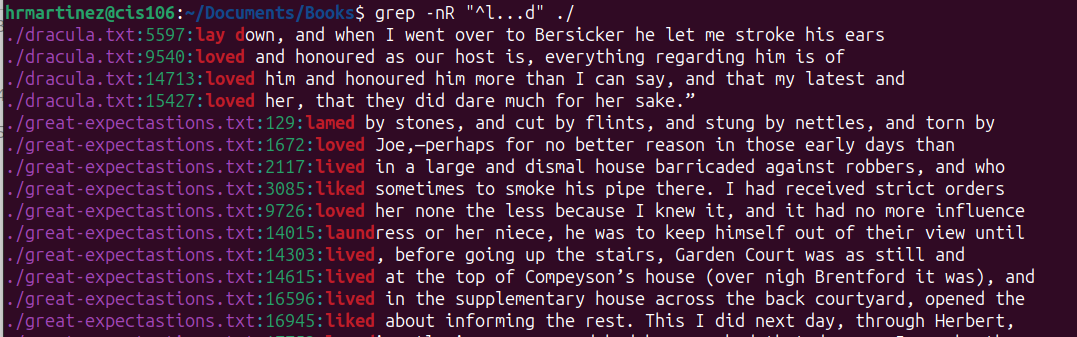 hrmartinez@cis106:~/Documents/Books$ grep -nR "^l...d" ./
./dracula.txt:5597:lay down, and when I went over to Bersicker he let me stroke his ears
./dracula.txt:9540:loved and honoured as our host is, everything regarding him is of
./dracula.txt:14713:loved him and honoured him more than I can say, and that my latest and
./dracula.txt:15427:loved her, that they did dare much for her sake.”
./great-expectastions.txt:129:lamed by stones, and cut by flints, and stung by nettles, and torn by
./great-expectastions.txt:1672:loved Joe,—perhaps for no better reason in those early days than
./great-expectastions.txt:2117:lived in a large and dismal house barricaded against robbers, and who
./great-expectastions.txt:3085:liked sometimes to smoke his pipe there. I had received strict orders
./great-expectastions.txt:9726:loved her none the less because I knew it, and it had no more influence
./great-expectastions.txt:14015:laundress or her niece, he was to keep himself out of their view until
./great-expectastions.txt:14303:lived, before going up the stairs, Garden Court was as still and
./great-expectastions.txt:14615:lived at the top of Compeyson’s house (over nigh Brentford it was), and
./great-expectastions.txt:16596:lived in the supplementary house across the back courtyard, opened the
./great-expectastions.txt:16945:liked about informing the rest. This I did next day, through Herbert,